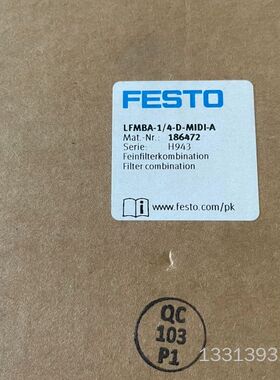 FESTO
LFMBA-1/4-D-MIDI-A
Mat.-Nr.: 186472
Serie: H943
Feinfilterkombination
Filter combination
www.festo.com/pk
QC
103
P1
1331393